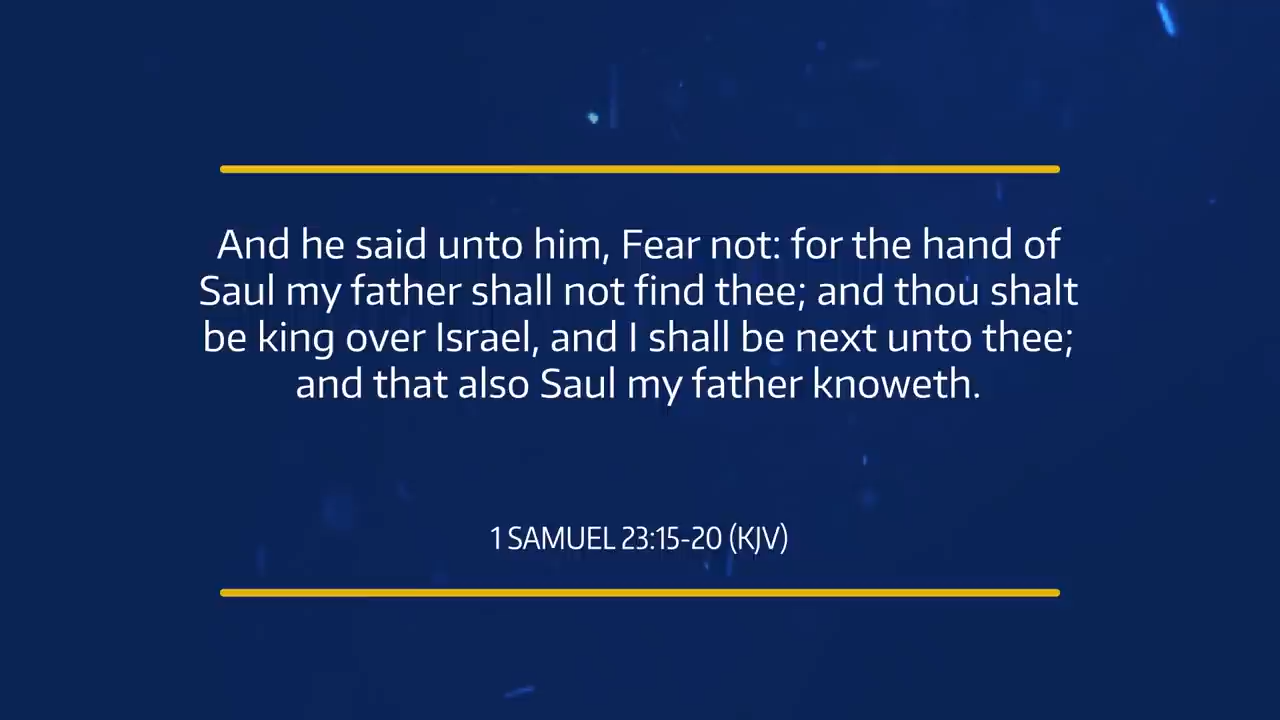 And he said unto him, Fear not: for the hand of
Saul my father shall not find thee; and thou shalt
be king over Israel, and I shall be next unto thee;
and that also Saul my father knoweth.
1 SAMUEL 23:15-20 (KJV)